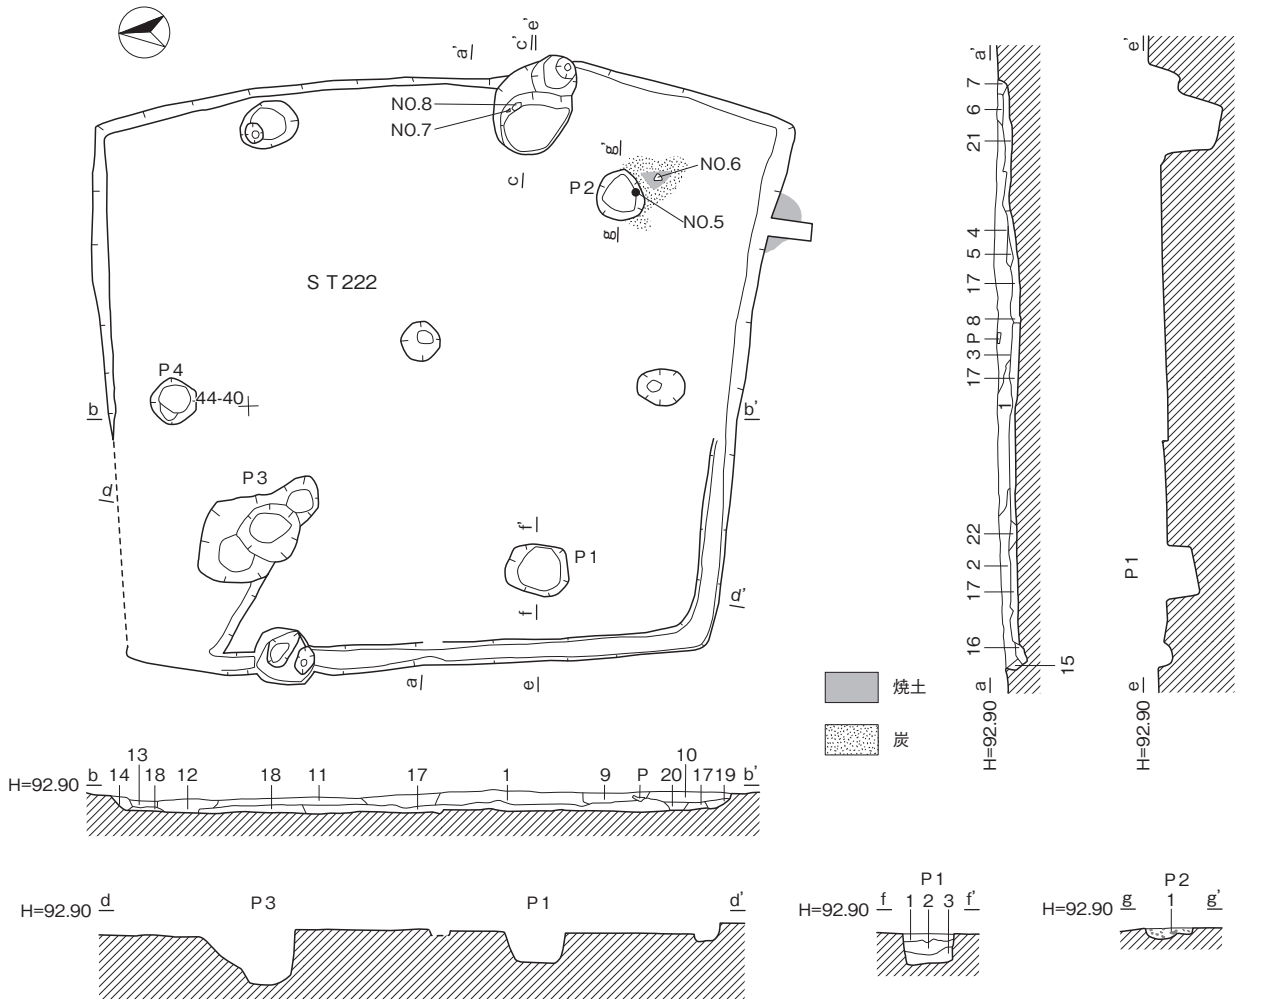 a'
c'
e'
NO.8
NO.7
c
g'
P2
NO.6
NO.5
g
ST222
P4
44-40
b
b'
d
P3
f'
P1
f
d'
a
e
焼土
炭
a'
7
6
21
4
5
17
8
P
3
17
1
22
2
17
16
15
a
H=92.90
e'
P1
e
H=92.90
H=92.90 b 14 13 18 12 18 11 17 1 9 P 20 10 17 19 b'
H=92.90 d P3 P1 d'
P1
H=92.90 f 1 2 3 f'
P2
H=92.90 g 1 g'